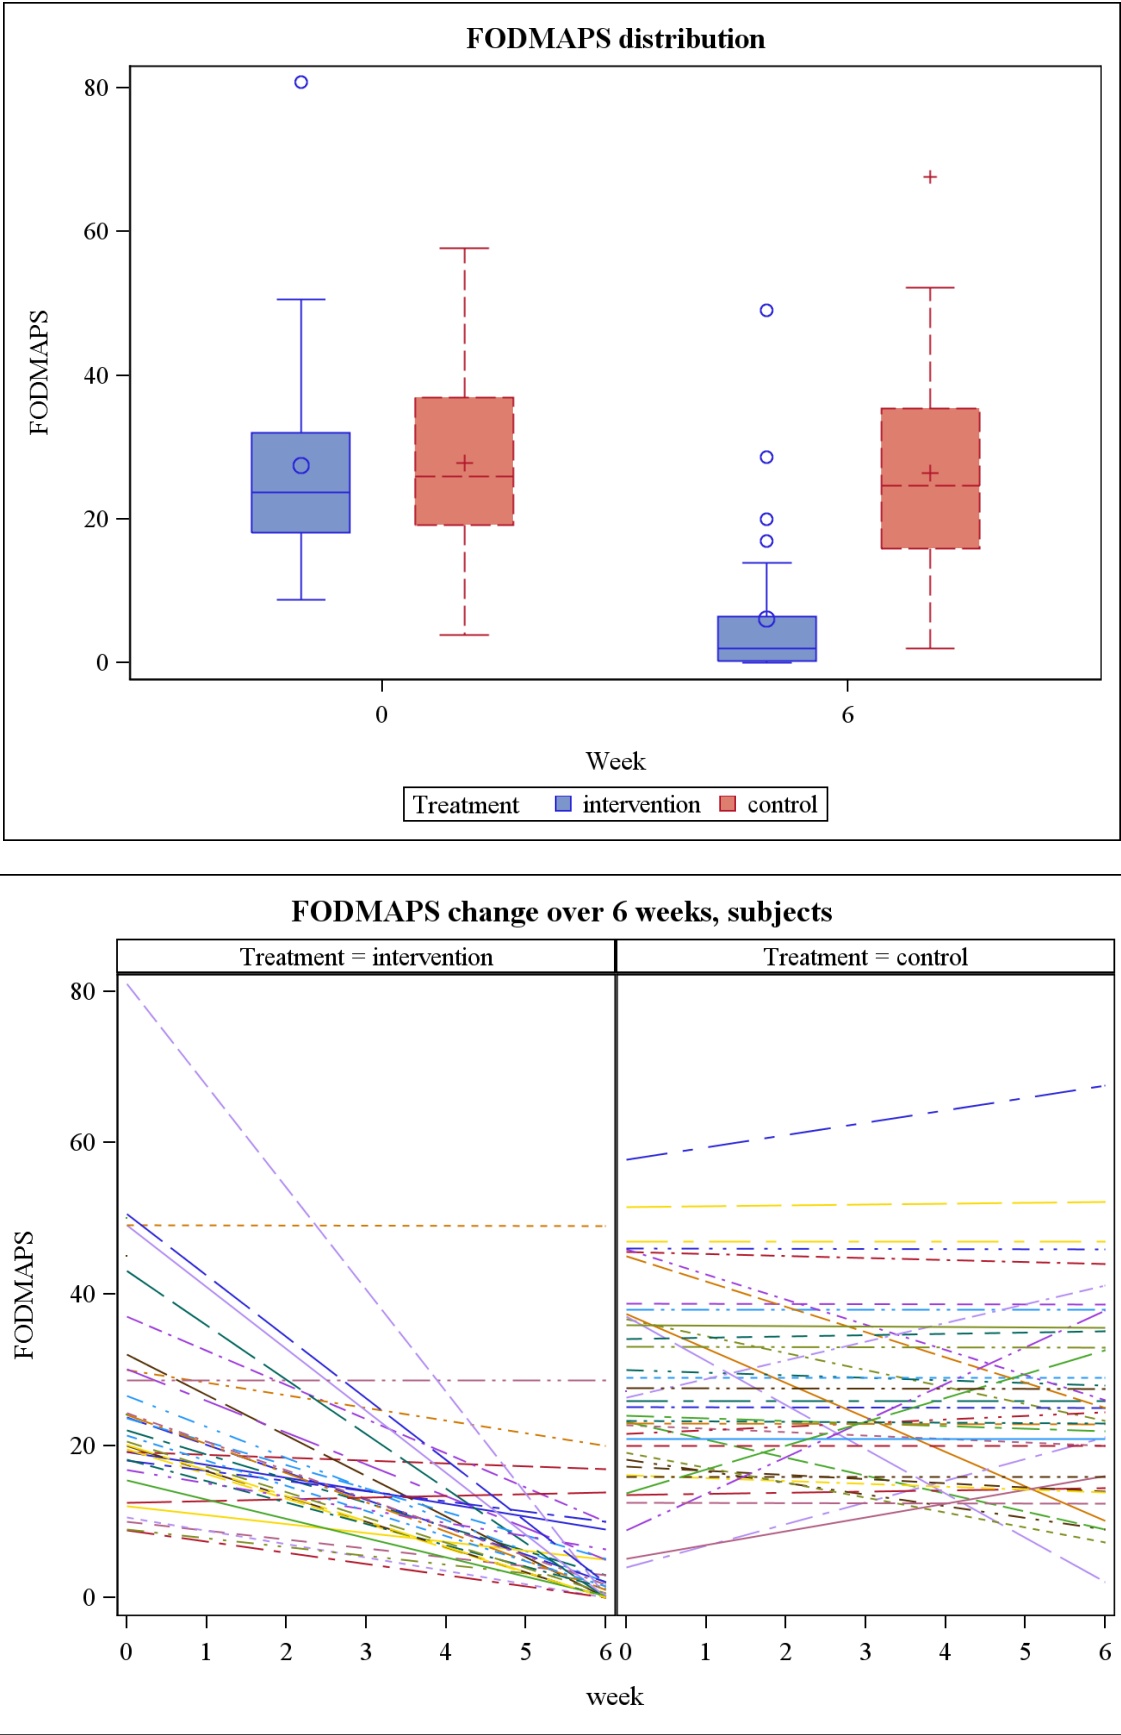 FODMAPS distribution
80
60
40
20
0
FODMAPS
0 6
Week
Treatment intervention control
FODMAPS change over 6 weeks, subjects
Treatment = intervention Treatment = control
80
60
40
20
0
FODMAPS
0 1 2 3 4 5 6 0 1 2 3 4 5 6
week